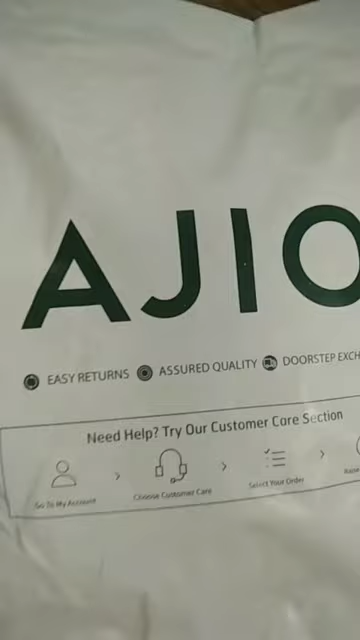 AJIO
EASY RETURNS ASSURED QUALITY DOORSTEP EXCH
Need Help? Try Our Customer Care Section
Go To My Account > Choose Customer Care > Select Your Order >